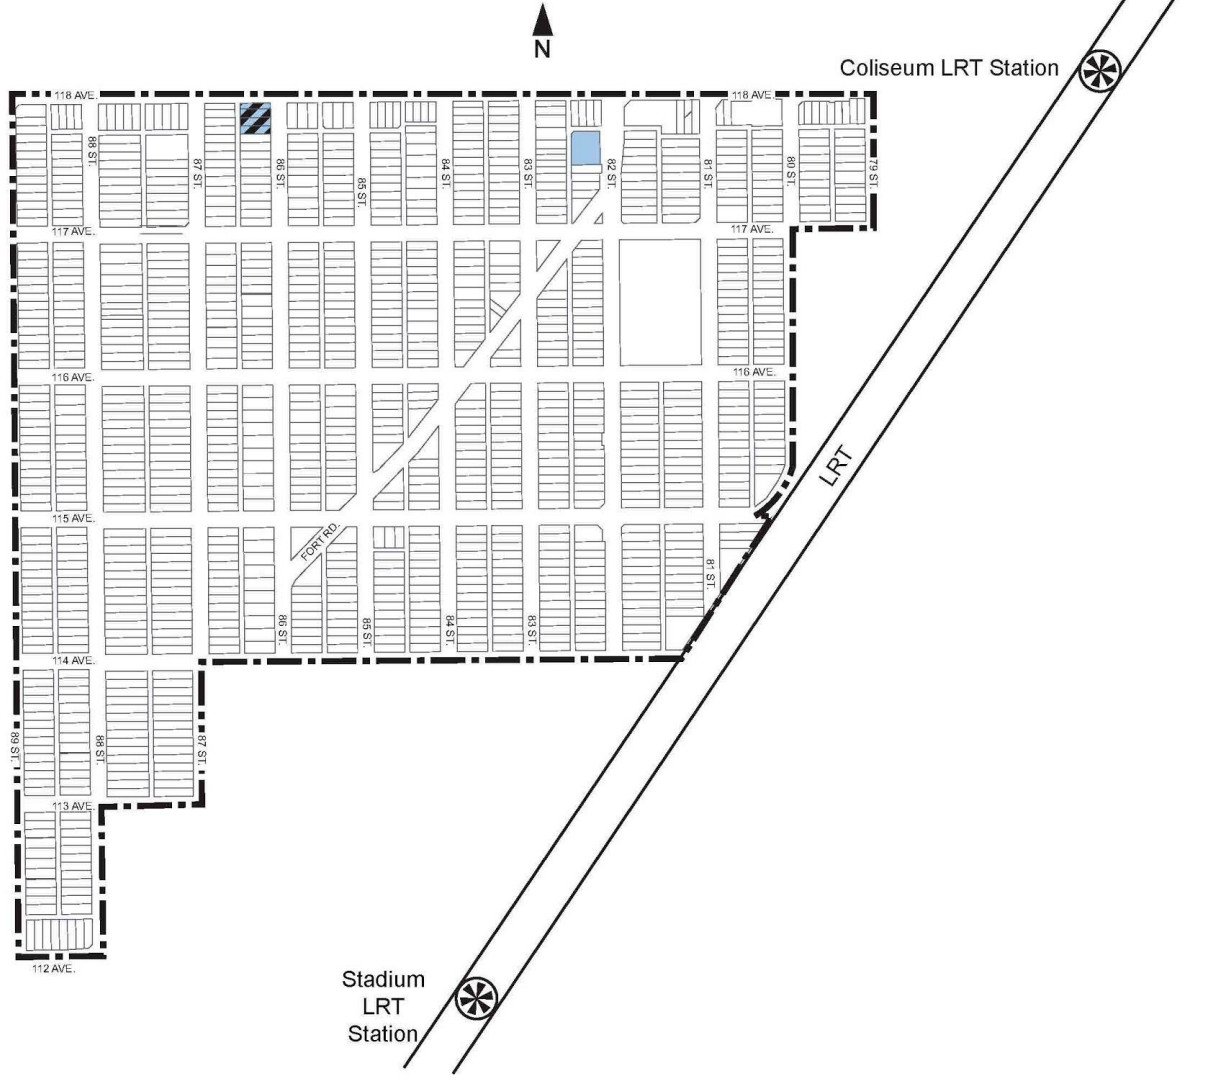 N
Coliseum LRT Station
118 AVE.
118 AVE.
88 ST.
87 ST.
86 ST.
85 ST.
84 ST.
83 ST.
82 ST.
81 ST.
80 ST.
79 ST.
117 AVE.
117 AVE.
116 AVE.
116 AVE.
LRT
115 AVE.
FORT RD.
81 ST.
86 ST.
85 ST.
84 ST.
83 ST.
114 AVE.
89 ST.
88 ST.
87 ST.
113 AVE.
112 AVE.
Stadium
LRT
Station